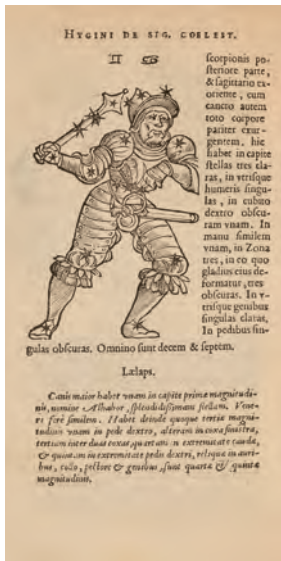 HYGINI DE SIG. COELEST.
♊ ♋
scorpionis po-
steriore parte,
& sagittario ex-
oriente, cum
cancro autem
toto corpore
pariter exur-
gentem. hic
habet in capite
stellas tres cla-
ras, in vtrisque
humeris singu-
las, in cubito
dextro obscu-
ram vnam. In
manu similem
vnam, in Zona
tres, in eo quo
gladius eius de-
formatur, tres
obscuras. In v-
trisque genibus
singulas claras,
In pedibus sin-
gulas obscuras. Omnino sunt decem & septem.
Lælaps.
Canis maior habet vnam in capite primæ magnitudi-
nis, nomine Alhabor, splendidissimam stellam, Vene-
re ferè similem. Habet deinde quoque tertiæ magni-
tudinis vnam in pede dextro, alteram in coxa sinistra,
tertiam inter duas coxas, quartam in extremitate caudæ,
& quintam in extremitate pedis dextri, reliquæ in auri-
bus, collo, pectore & genibus, sunt quartæ & quintæ
magnitudinis.